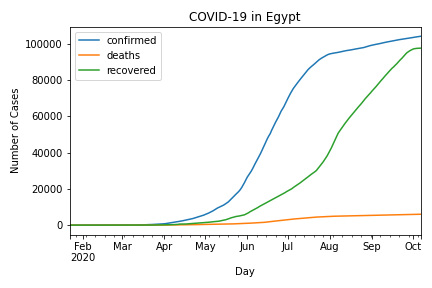 COVID-19 in Egypt
confirmed
deaths
recovered
Number of Cases
100000
80000
60000
40000
20000
0
Feb Mar Apr May Jun Jul Aug Sep Oct
2020
Day